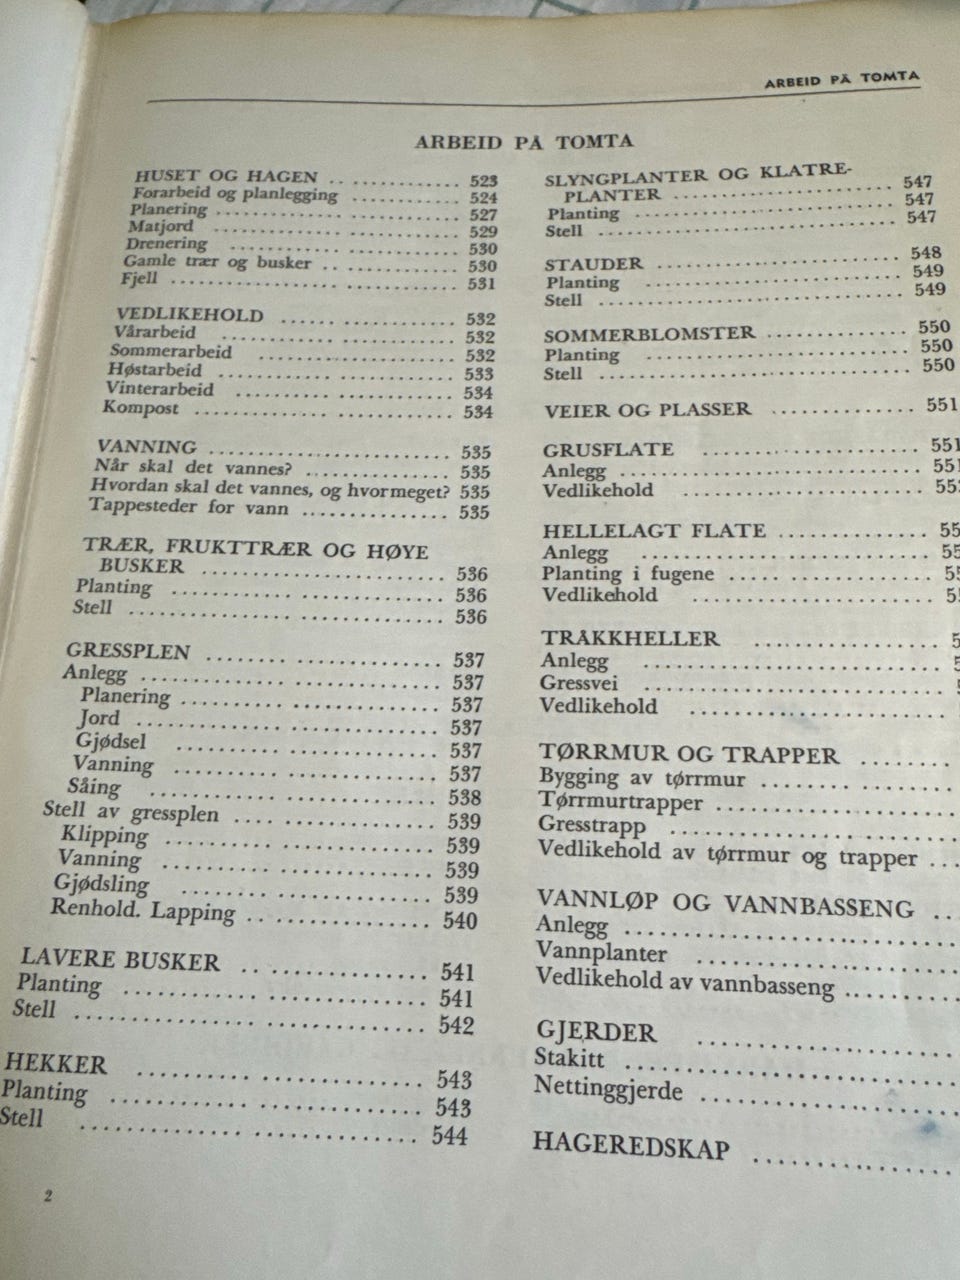 ARBEID PÅ TOMTA
ARBEID PÅ TOMTA
HUSET OG HAGEN .. ............ 523
Forarbeid og planlegging ............ 524
Planering ........................ 527
Matjord ........................ 529
Drenering ........................ 530
Gamle trær og busker .. ............ 530
Fjell ........................ 531
VEDLIKEHOLD ........................ 532
Vårarbeid ........................ 532
Sommerarbeid ........................ 532
Høstarbeid ........................ 533
Vinterarbeid ........................ 534
Kompost ........................ 534
VANNING ........................ 535
Når skal det vannes? ............ 535
Hvordan skal det vannes, og hvormeget? 535
Tappesteder for vann ............ 535
TRÆR, FRUKTTRÆR OG HØYE
BUSKER ........................ 536
Planting ........................ 536
Stell ........................ 536
GRESSPLEN ........................ 537
Anlegg ........................ 537
Planering ........................ 537
Jord ........................ 537
Gjødsel ........................ 537
Vanning ........................ 537
Såing ........................ 538
Stell av gressplen ............ 539
Klipping ........................ 539
Vanning ........................ 539
Gjødsling ........................ 539
Renhold. Lapping .. ............ 540
LAVERE BUSKER .. ............ 541
Planting ........................ 541
Stell ........................ 542
HEKKER ........................ 543
Planting ........................ 543
Stell ........................ 544
2
SLYNGPLANTER OG KLATRE-
PLANTER ........................ 547
Planting ........................ 547
Stell ........................ 547
STAUDER ........................ 548
Planting ........................ 549
Stell ........................ 549
SOMMERBLOMSTER ............ 550
Planting ........................ 550
Stell ........................ 550
VEIER OG PLASSER ............ 551
GRUSFLATE ........................ 551
Anlegg ........................ 551
Vedlikehold ........................
HELLELAGT FLATE ............
Anlegg ........................
Planting i fugene ............
Vedlikehold ........................
TRÅKKHELLER ............
Anlegg ........................
Gressvei ........................
Vedlikehold ........................
TØRRMUR OG TRAPPER ........
Bygging av tørrmur ............
Tørrmurtrapper ............
Gresstrapp ........................
Vedlikehold av tørrmur og trapper ...
VANNLØP OG VANNBASSENG ..
Anlegg ........................
Vannplanter ........................
Vedlikehold av vannbasseng ........
GJERDER ........................
Stakitt ........................
Nettinggjerde ........................
HAGEREDSKAP ............